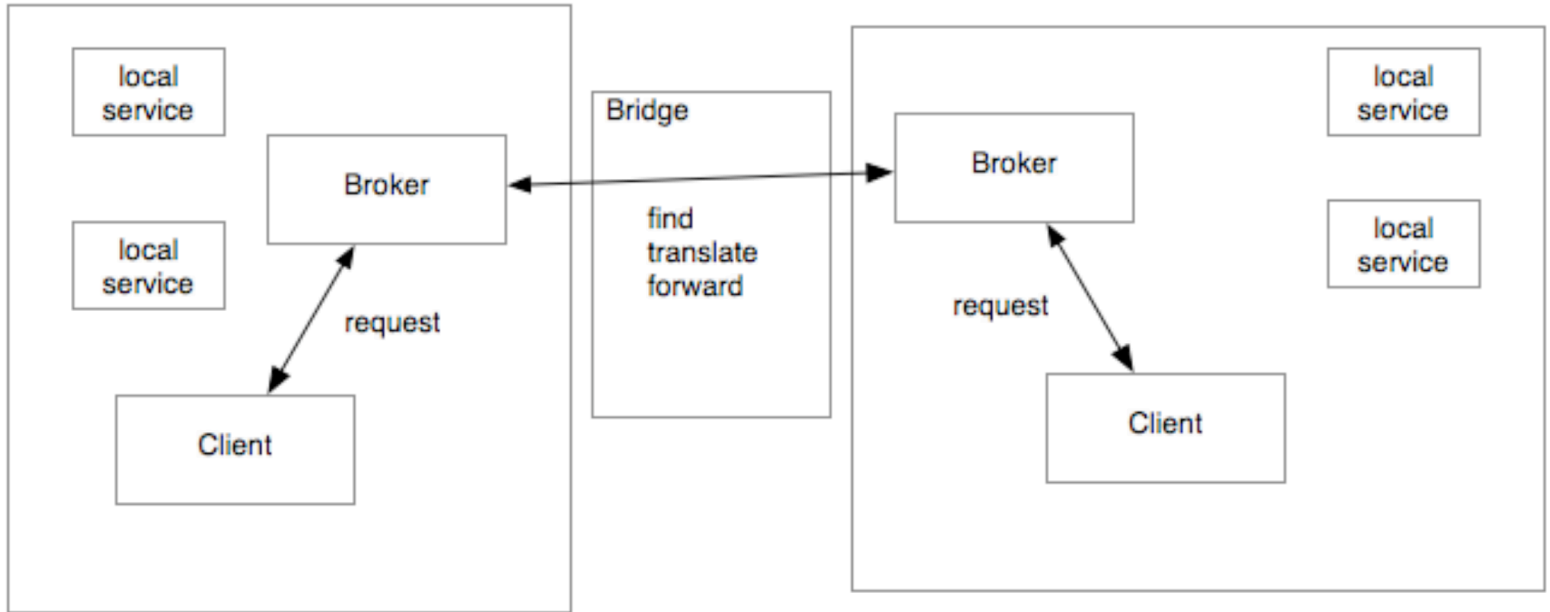 local
service
Broker
local
service
request
Client
Bridge
find
translate
forward
Broker
local
service
local
service
request
Client